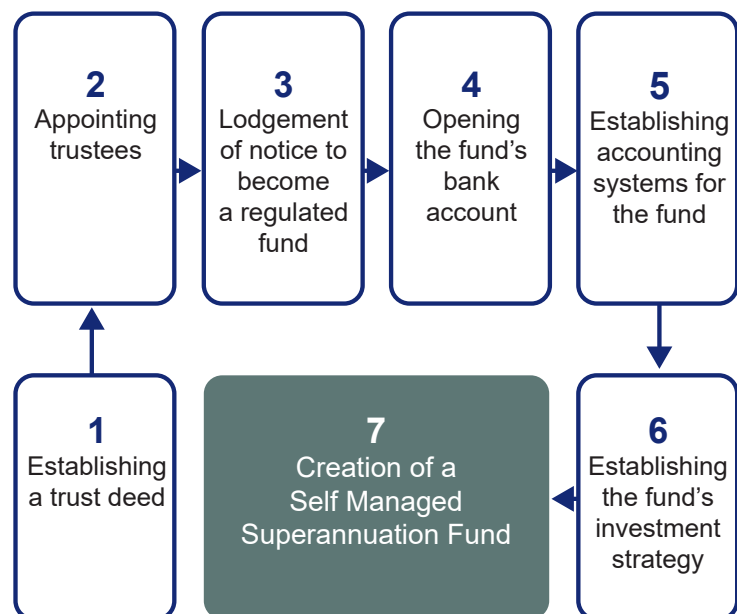 2
Appointing
trustees
3
Lodgement
of notice to
become
a regulated
fund
4
Opening
the fund's
bank
account
5
Establishing
accounting
systems for
the fund
1
Establishing
a trust deed
7
Creation of a
Self Managed
Superannuation Fund
6
Establishing
the fund's
investment
strategy